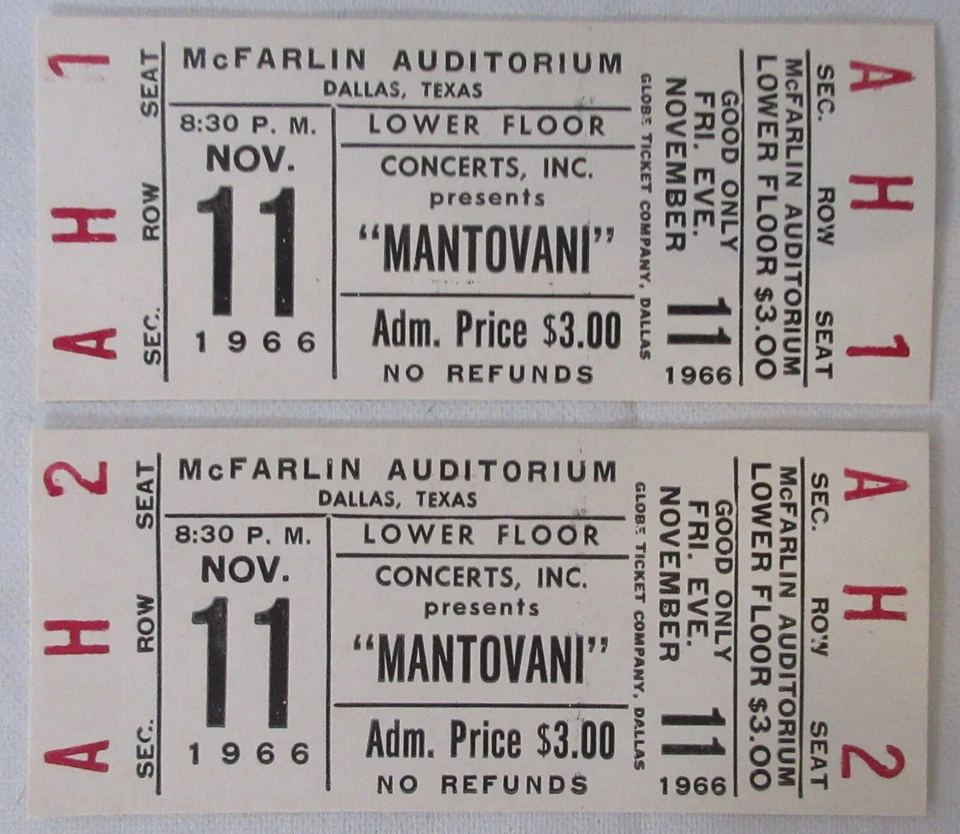 1
H
A
SEAT
ROW
SEC.
McFARLIN AUDITORIUM
DALLAS, TEXAS
8:30 P. M.
NOV.
11
1966
LOWER FLOOR
CONCERTS, INC.
presents
"MANTOVANI"
Adm. Price $3.00
NO REFUNDS
GLOBE TICKET COMPANY, DALLAS
GOOD ONLY
FRI. EVE.
NOVEMBER
11
1966
McFARLIN AUDITORIUM
LOWER FLOOR $3.00
SEC. ROW SEAT
A H 1
2
H
A
SEAT
ROW
SEC.
McFARLIN AUDITORIUM
DALLAS, TEXAS
8:30 P. M.
NOV.
11
1966
LOWER FLOOR
CONCERTS, INC.
presents
"MANTOVANI"
Adm. Price $3.00
NO REFUNDS
GLOBE TICKET COMPANY, DALLAS
GOOD ONLY
FRI. EVE.
NOVEMBER
11
1966
McFARLIN AUDITORIUM
LOWER FLOOR $3.00
SEC. ROW SEAT
A H 2